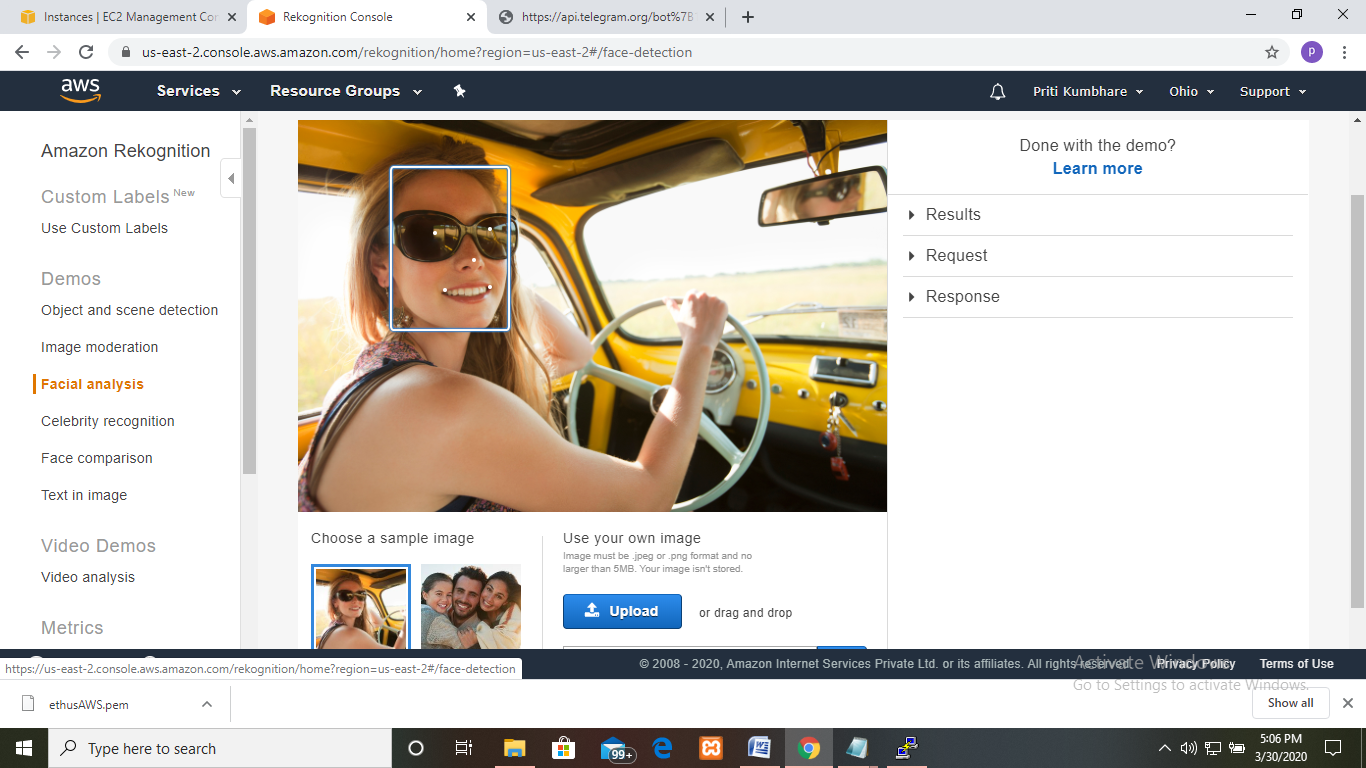 Instances | EC2 Management Con
Rekognition Console
https://api.telegram.org/bot%7B
us-east-2.console.aws.amazon.com/rekognition/home?region=us-east-2#/face-detection
P
aws
Services
Resource Groups
Priti Kumbhare
Ohio
Support
Amazon Rekognition
Custom Labels New
Use Custom Labels
Demos
Object and scene detection
Image moderation
Facial analysis
Celebrity recognition
Face comparison
Text in image
Video Demos
Video analysis
Metrics
Done with the demo?
Learn more
Results
Request
Response
Choose a sample image
Use your own image
Image must be .jpeg or .png format and no
larger than 5MB. Your image isn't stored.
Upload
or drag and drop
https://us-east-2.console.aws.amazon.com/rekognition/home?region=us-east-2#/face-detection
© 2008 - 2020, Amazon Internet Services Private Ltd. or its affiliates. All rights reserved.
Privacy Policy
Terms of Use
Activate Windows
Go to Settings to activate Windows.
ethusAWS.pem
Show all
Type here to search
99+
5:06 PM
3/30/2020